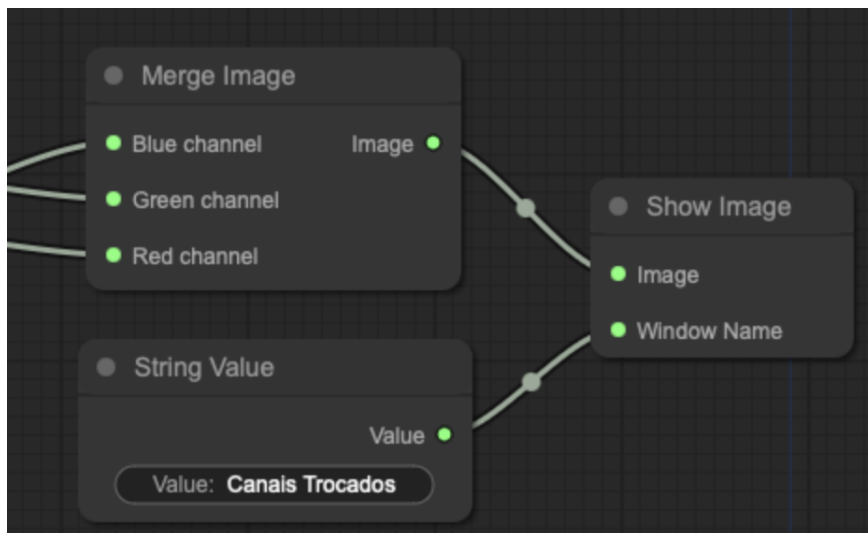 Merge Image
Blue channel
Image
Green channel
Red channel
Show Image
Image
Window Name
String Value
Value
Value: Canais Trocados